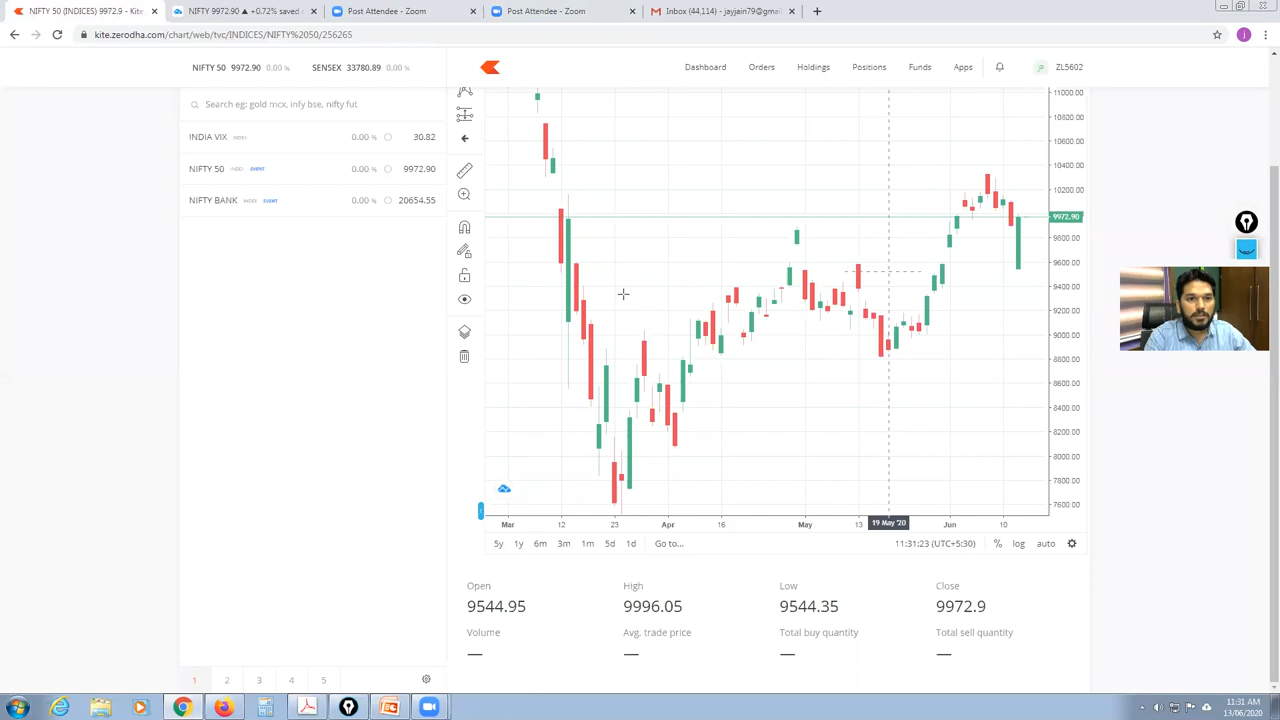 NIFTY 50 (INDICES) 9972.9 - Kite
NIFTY 9972.90 ▲ +0.72% saved
Post Attendee - Zoom
Post Attendee - Zoom
Inbox (44,114) - jayjain79@gmail
kite.zerodha.com/chart/web/tvc/INDICES/NIFTY%2050/256265
j
NIFTY 50 9972.90 0.00 % SENSEX 33780.89 0.00 %
Dashboard Orders Holdings Positions Funds Apps ZL5602
Search eg: gold mcx, infy bse, nifty fut
INDIA VIX INDEX 0.00 % 30.82
NIFTY 50 INDEX EVENT 0.00 % 9972.90
NIFTY BANK INDEX EVENT 0.00 % 20654.55
11000.00
10800.00
10600.00
10400.00
10200.00
9972.90
9800.00
9600.00
9400.00
9200.00
9000.00
8800.00
8600.00
8400.00
8200.00
8000.00
7800.00
7600.00
Mar 12 23 Apr 16 May 13 19 May '20 Jun 10
5y 1y 6m 3m 1m 5d 1d Go to... 11:31:23 (UTC+5:30) % log auto
Open High Low Close
9544.95 9996.05 9544.35 9972.9
Volume Avg. trade price Total buy quantity Total sell quantity
— — — —
1 2 3 4 5
11:31 AM
13/06/2020